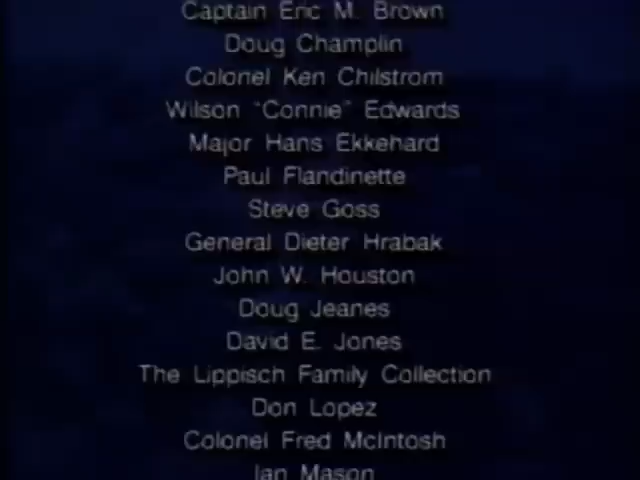 Captain Eric M. Brown
Doug Champlin
Colonel Ken Chilstrom
Wilson "Connie" Edwards
Major Hans Ekkehard
Paul Flandinette
Steve Goss
General Dieter Hrabak
John W. Houston
Doug Jeanes
David E. Jones
The Lippisch Family Collection
Don Lopez
Colonel Fred McIntosh
Ian Mason